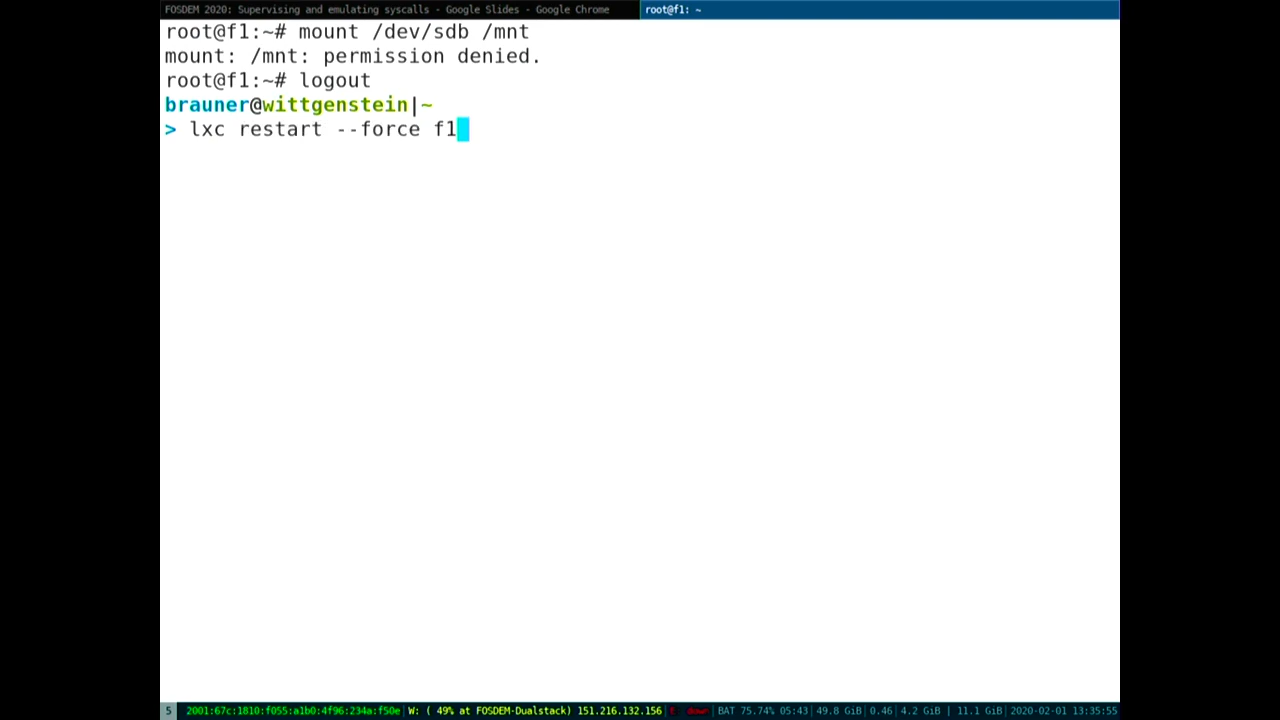 FOSDEM 2020: Supervising and emulating syscalls - Google Slides - Google Chrome
root@f1: ~
root@f1:~# mount /dev/sdb /mnt
mount: /mnt: permission denied.
root@f1:~# logout
brauner@wittgenstein|~
> lxc restart --force f1
5 2001:67c:1810:f055:a1b0:4f96:234a:f50e|W: ( 49% at FOSDEM-Dualstack) 151.216.132.156|E: down|BAT 75.74% 05:43|49.8 GiB|0.46|4.2 GiB | 11.1 GiB|2020-02-01 13:35:55